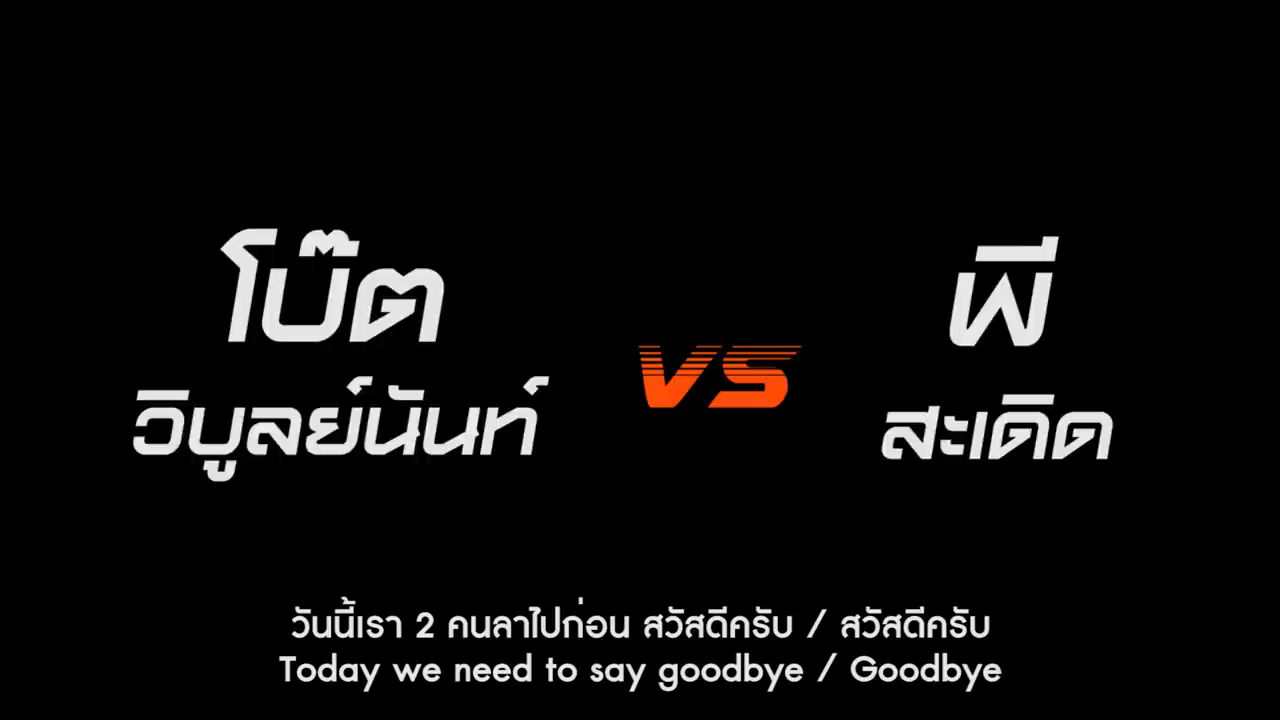 โบ๊ต
วิบูลย์นันท์
VS
พี
สะเดิด
วันนี้เรา 2 คนลาไปก่อน สวัสดีครับ / สวัสดีครับ
Today we need to say goodbye / Goodbye